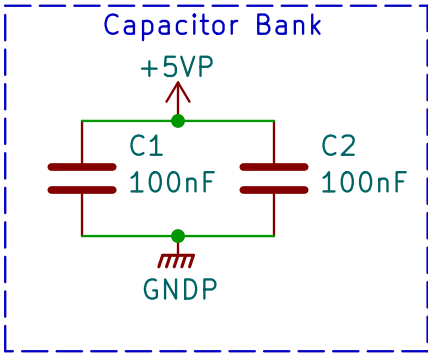 Capacitor Bank
+5VP
C1
100nF
C2
100nF
GNDP